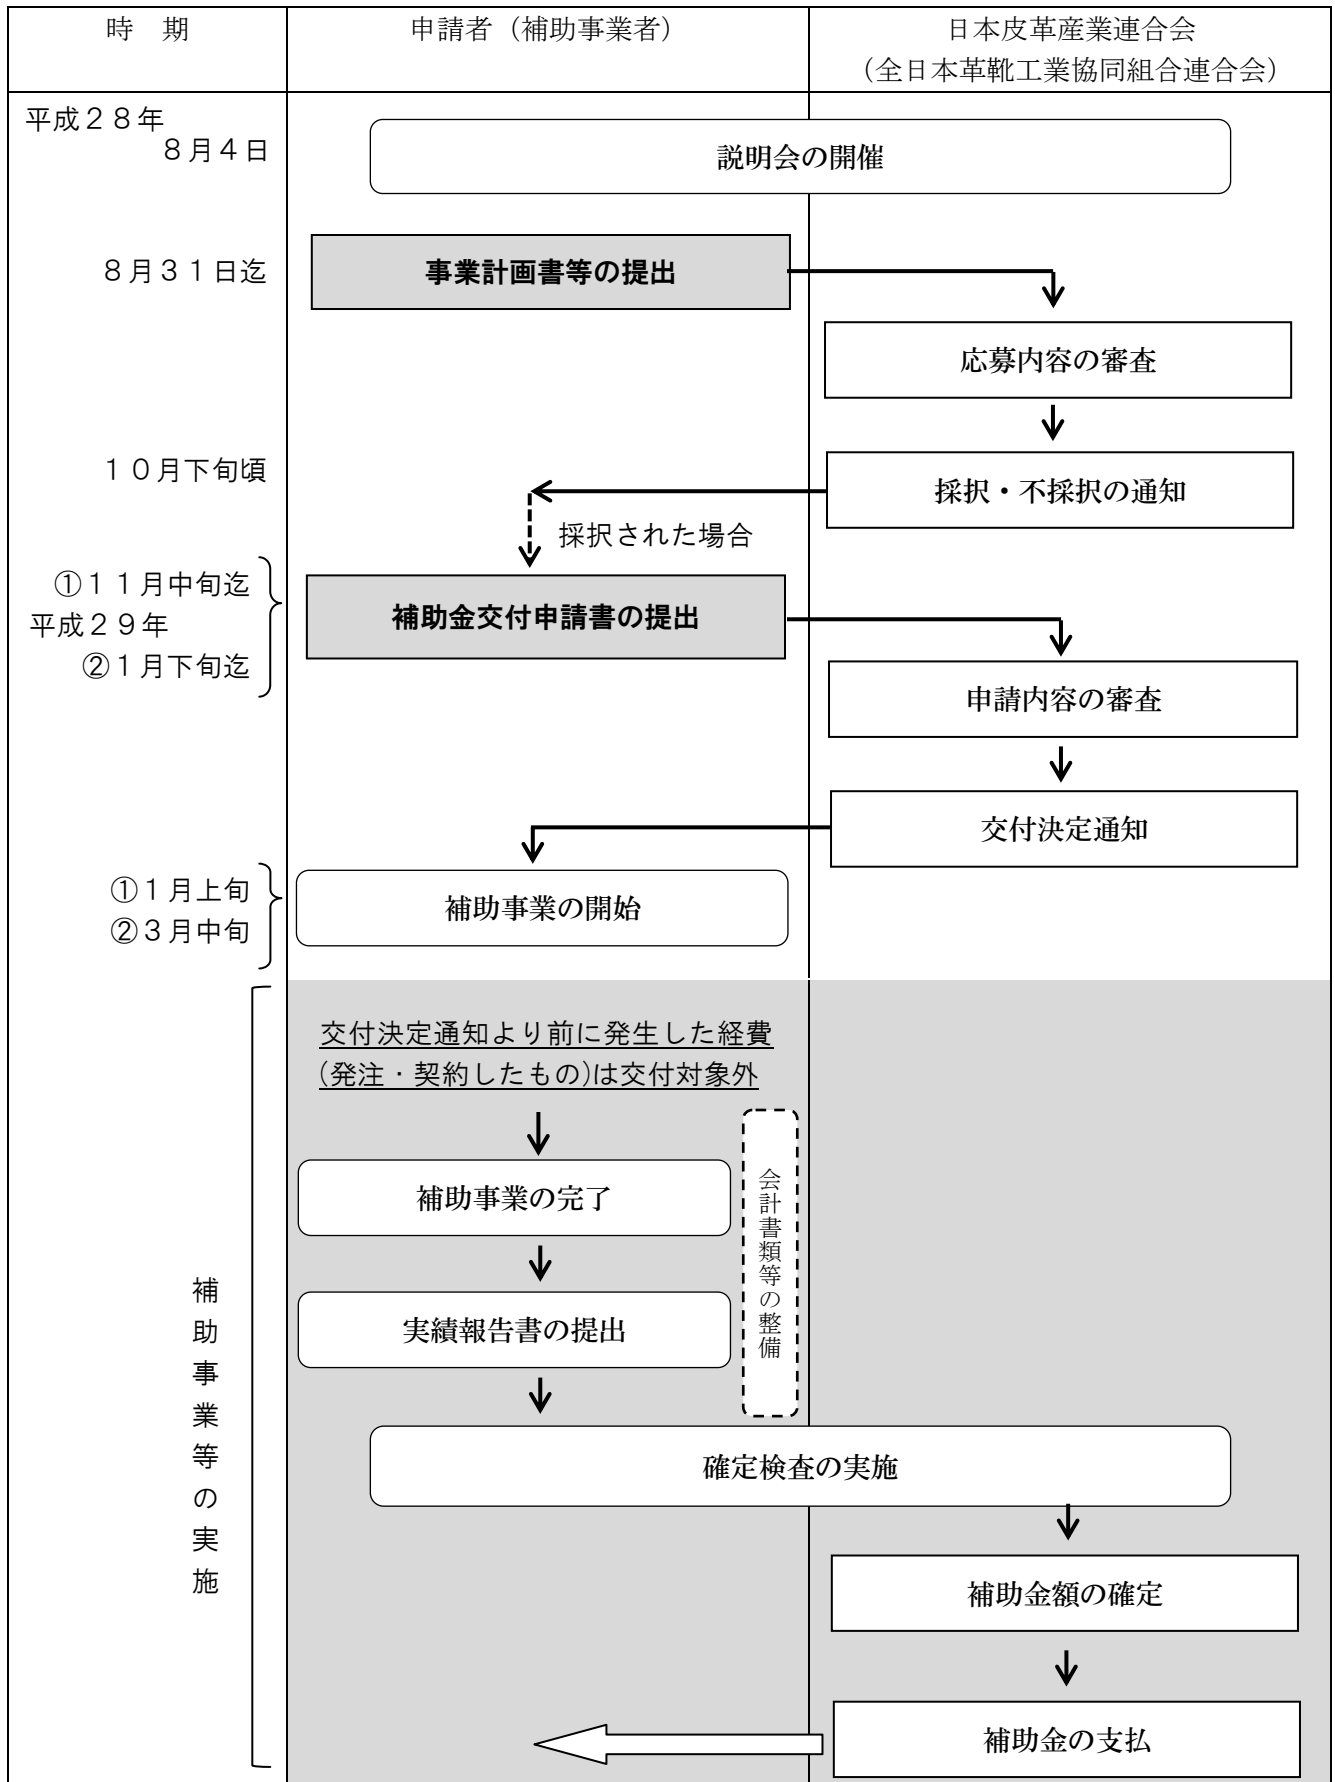 時　期
申請者（補助事業者）
日本皮革産業連合会
（全日本革靴工業協同組合連合会）
平成２８年
８月４日
説明会の開催
８月３１日迄
事業計画書等の提出
応募内容の審査
１０月下旬頃
採択・不採択の通知
採択された場合
①１１月中旬迄
平成２９年
②１月下旬迄
補助金交付申請書の提出
申請内容の審査
交付決定通知
①１月上旬
②３月中旬
補助事業の開始
交付決定通知より前に発生した経費
(発注・契約したもの)は交付対象外
補助事業の完了
会計書類等の整備
実績報告書の提出
補助事業等の実施
確定検査の実施
補助金額の確定
補助金の支払